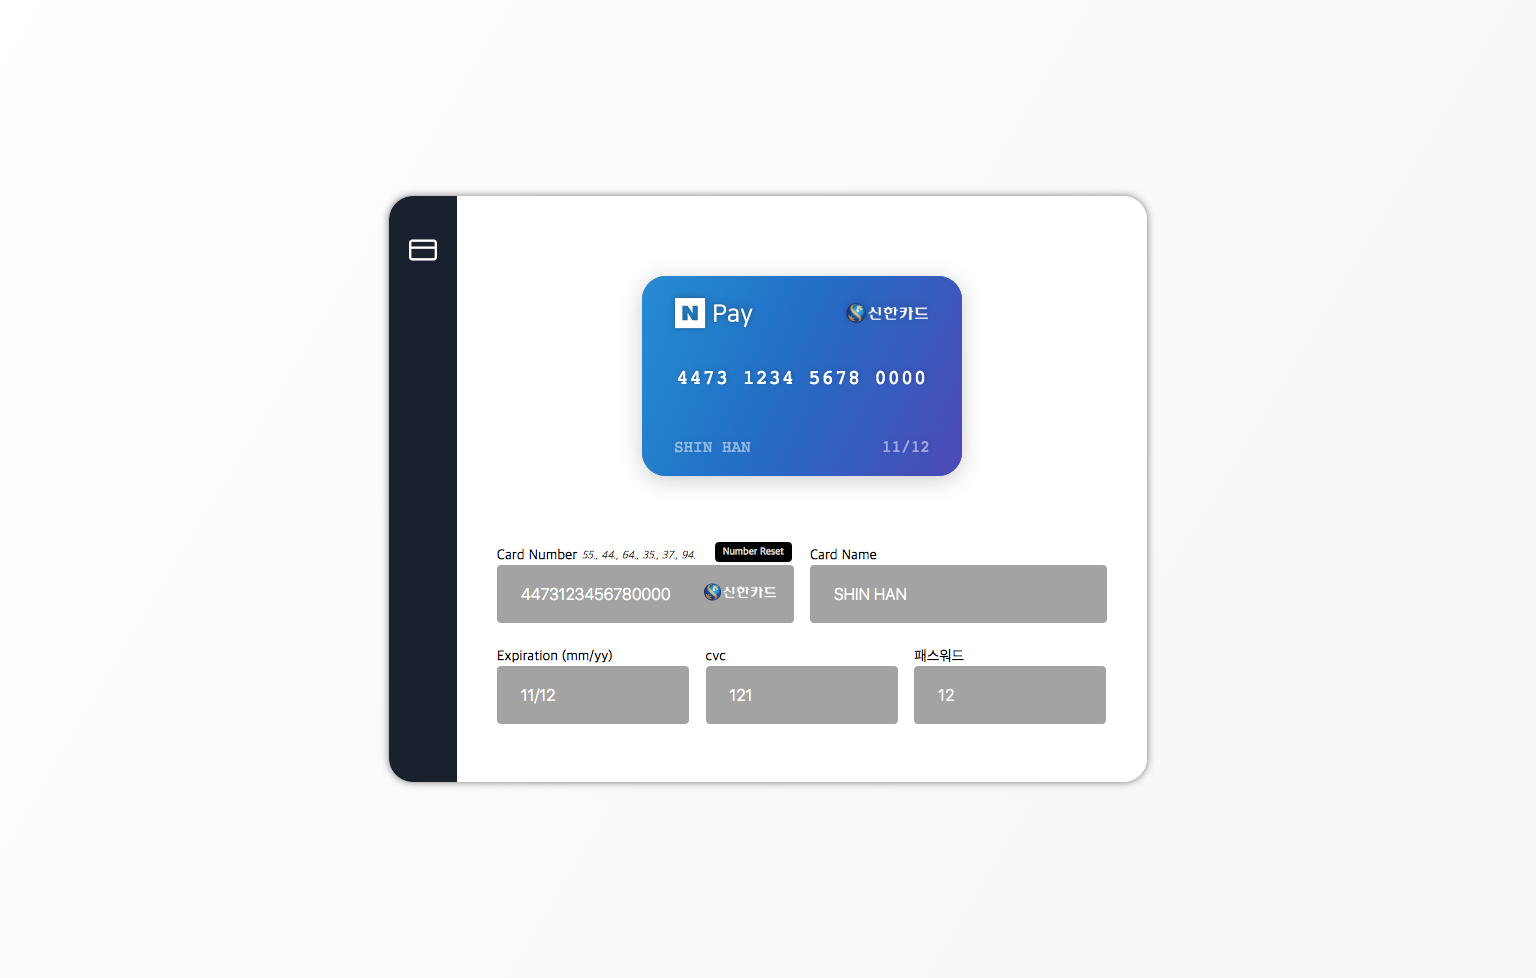 N Pay 신한카드
4473 1234 5678 0000
SHIN HAN 11/12
Card Number 55., 44., 64., 35., 37., 94. Number Reset
4473123456780000 신한카드
Card Name
SHIN HAN
Expiration (mm/yy)
11/12
cvc
121
패스워드
12